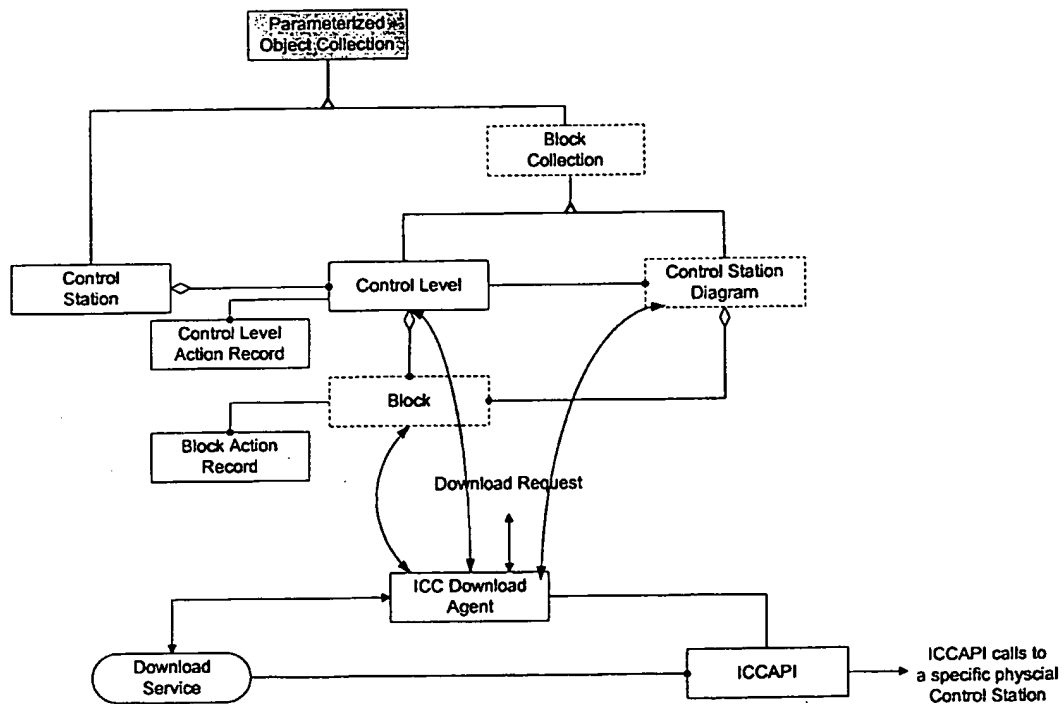 Parameterized
Object Collection
Block
Collection
Control
Station
Control Level
Control Station
Diagram
Control Level
Action Record
Block
Block Action
Record
Download Request
ICC Download
Agent
Download
Service
ICCAPI
ICCAPI calls to
a specific physcial
Control Station